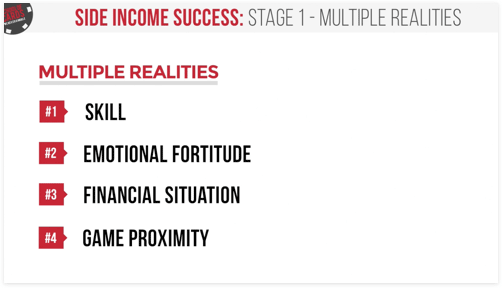 SIDE INCOME SUCCESS: STAGE 1 - MULTIPLE REALITIES
MULTIPLE REALITIES
#1 SKILL
#2 EMOTIONAL FORTITUDE
#3 FINANCIAL SITUATION
#4 GAME PROXIMITY